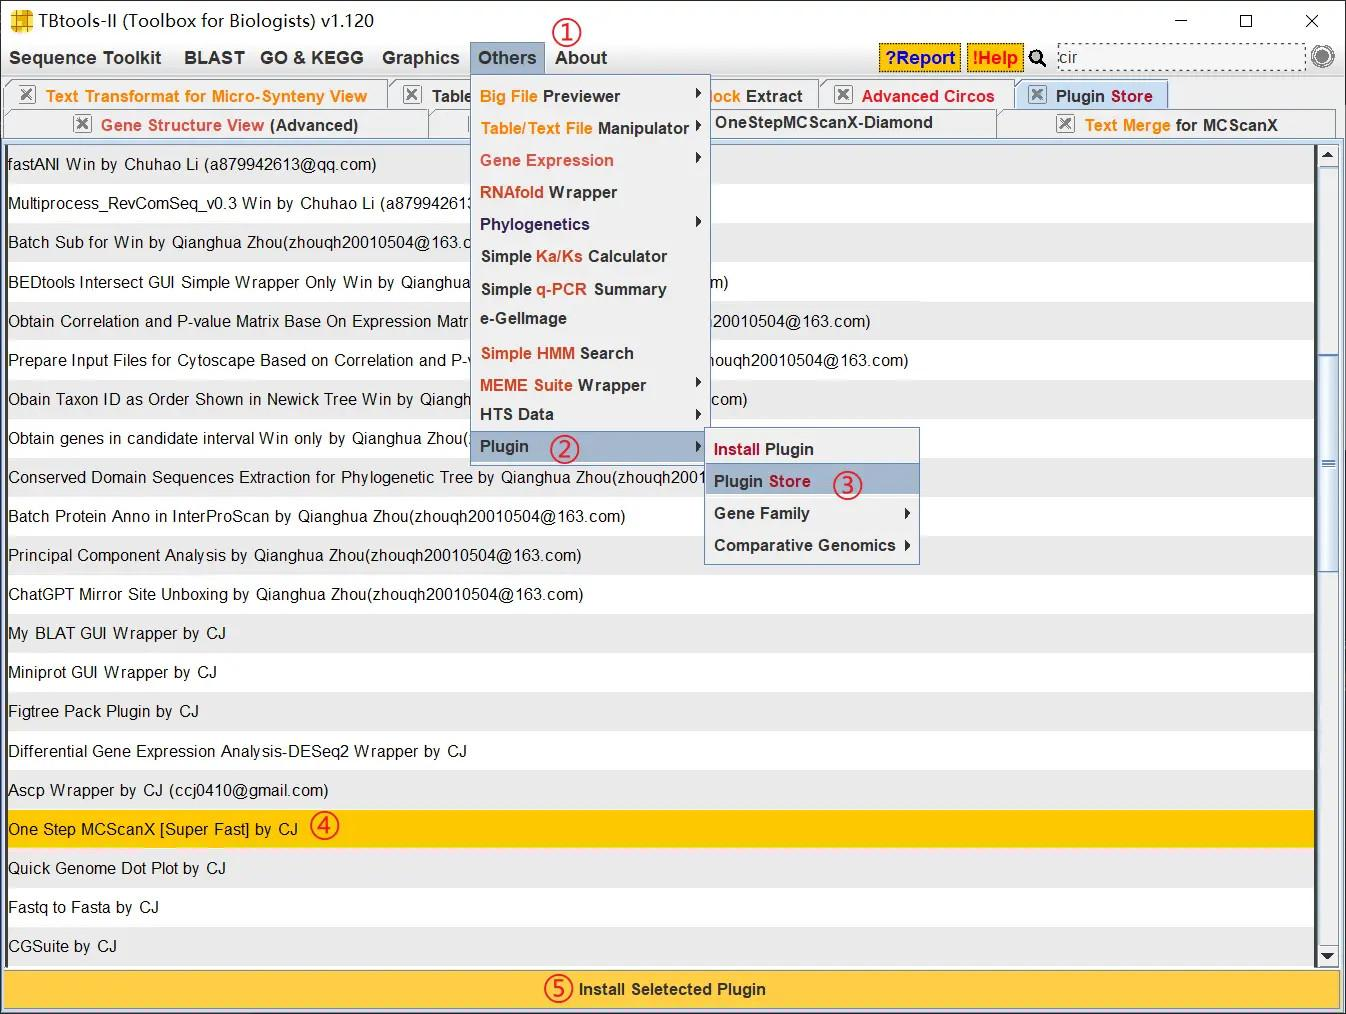 TBtools-II (Toolbox for Biologists) v1.120
①
Sequence Toolkit BLAST GO & KEGG Graphics Others About ?Report !Help cir
Text Transformat for Micro-Synteny View Table lock Extract Advanced Circos Plugin Store
Gene Structure View (Advanced) OneStepMCScanX-Diamond Text Merge for MCScanX
Big File Previewer
Table/Text File Manipulator
Gene Expression
RNAfold Wrapper
Phylogenetics
Simple Ka/Ks Calculator
Simple q-PCR Summary
e-GelImage
Simple HMM Search
MEME Suite Wrapper
HTS Data
Plugin ②
Install Plugin
Plugin Store ③
Gene Family
Comparative Genomics
fastANI Win by Chuhao Li (a879942613@qq.com)
Multiprocess_RevComSeq_v0.3 Win by Chuhao Li (a87994261
Batch Sub for Win by Qianghua Zhou(zhouqh20010504@163.c
BEDtools Intersect GUI Simple Wrapper Only Win by Qianghua m)
Obtain Correlation and P-value Matrix Base On Expression Matr 20010504@163.com)
Prepare Input Files for Cytoscape Based on Correlation and P-v houqh20010504@163.com)
Obain Taxon ID as Order Shown in Newick Tree Win by Qiangh com)
Obtain genes in candidate interval Win only by Qianghua Zhou(
Conserved Domain Sequences Extraction for Phylogenetic Tree by Qianghua Zhou(zhouqh2001
Batch Protein Anno in InterProScan by Qianghua Zhou(zhouqh20010504@163.com)
Principal Component Analysis by Qianghua Zhou(zhouqh20010504@163.com)
ChatGPT Mirror Site Unboxing by Qianghua Zhou(zhouqh20010504@163.com)
My BLAT GUI Wrapper by CJ
Miniprot GUI Wrapper by CJ
Figtree Pack Plugin by CJ
Differential Gene Expression Analysis-DESeq2 Wrapper by CJ
Ascp Wrapper by CJ (ccj0410@gmail.com)
One Step MCScanX [Super Fast] by CJ ④
Quick Genome Dot Plot by CJ
Fastq to Fasta by CJ
CGSuite by CJ
⑤ Install Seletected Plugin